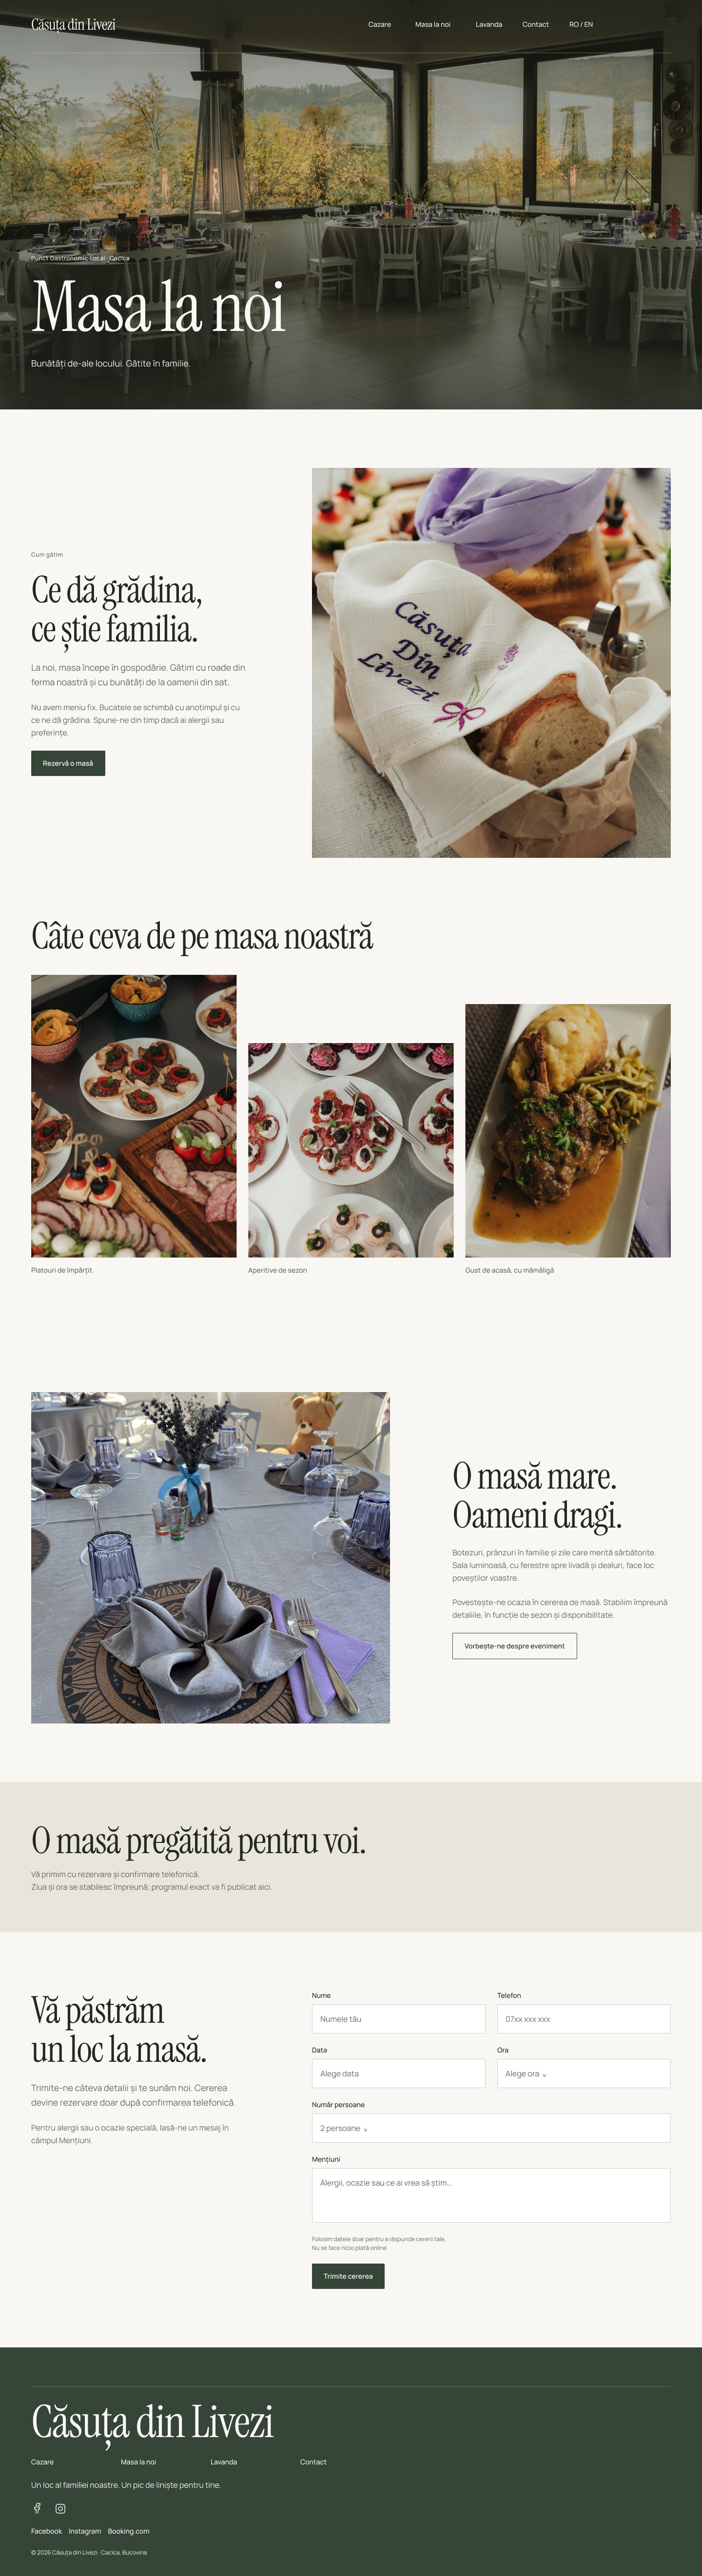 Căsuța din Livezi
Cazare
Masa la noi
Lavanda
Contact
RO / EN
Punct Gastronomic Local · Cacica
Masa la noi
Bunătăți de-ale locului. Gătite în familie.
Cum gătim
Ce dă grădina,
ce știe familia.
La noi, masa începe în gospodărie. Gătim cu roade din
ferma noastră și cu bunătăți de la oamenii din sat.
Nu avem meniu fix. Bucatele se schimbă cu anotimpul și cu
ce ne dă grădina. Spune-ne din timp dacă ai alergii sau
preferințe.
Rezervă o masă
Căsuța
Din
Livezi
Câte ceva de pe masa noastră
Platouri de împărțit
Aperitive de sezon
Gust de acasă, cu mămăligă
O masă mare.
Oameni dragi.
Botezuri, prânzuri în familie și zile care merită sărbătorite.
Sala luminoasă, cu ferestre spre livadă și dealuri, face loc
poveștilor voastre.
Povestește-ne ocazia în cererea de masă. Stabilim împreună
detaliile, în funcție de sezon și disponibilitate.
Vorbește-ne despre eveniment
O masă pregătită pentru voi.
Vă primim cu rezervare și confirmare telefonică.
Ziua și ora se stabilesc împreună; programul exact va fi publicat aici.
Vă păstrăm
un loc la masă.
Trimite-ne câteva detalii și te sunăm noi. Cererea
devine rezervare doar după confirmarea telefonică.
Pentru alergii sau o ocazie specială, lasă-ne un mesaj în
câmpul Mențiuni.
Nume
Telefon
Numele tău
07xx xxx xxx
Data
Ora
Alege data
Alege ora
Număr persoane
2 persoane
Mențiuni
Alergii, ocazie sau ce ai vrea să știm…
Folosim datele doar pentru a răspunde cererii tale.
Nu se face nicio plată online.
Trimite cererea
Căsuța din Livezi
Cazare
Masa la noi
Lavanda
Contact
Un loc al familiei noastre. Un pic de liniște pentru tine.
Facebook
Instagram
Booking.com
© 2026 Căsuța din Livezi · Cacica, Bucovina